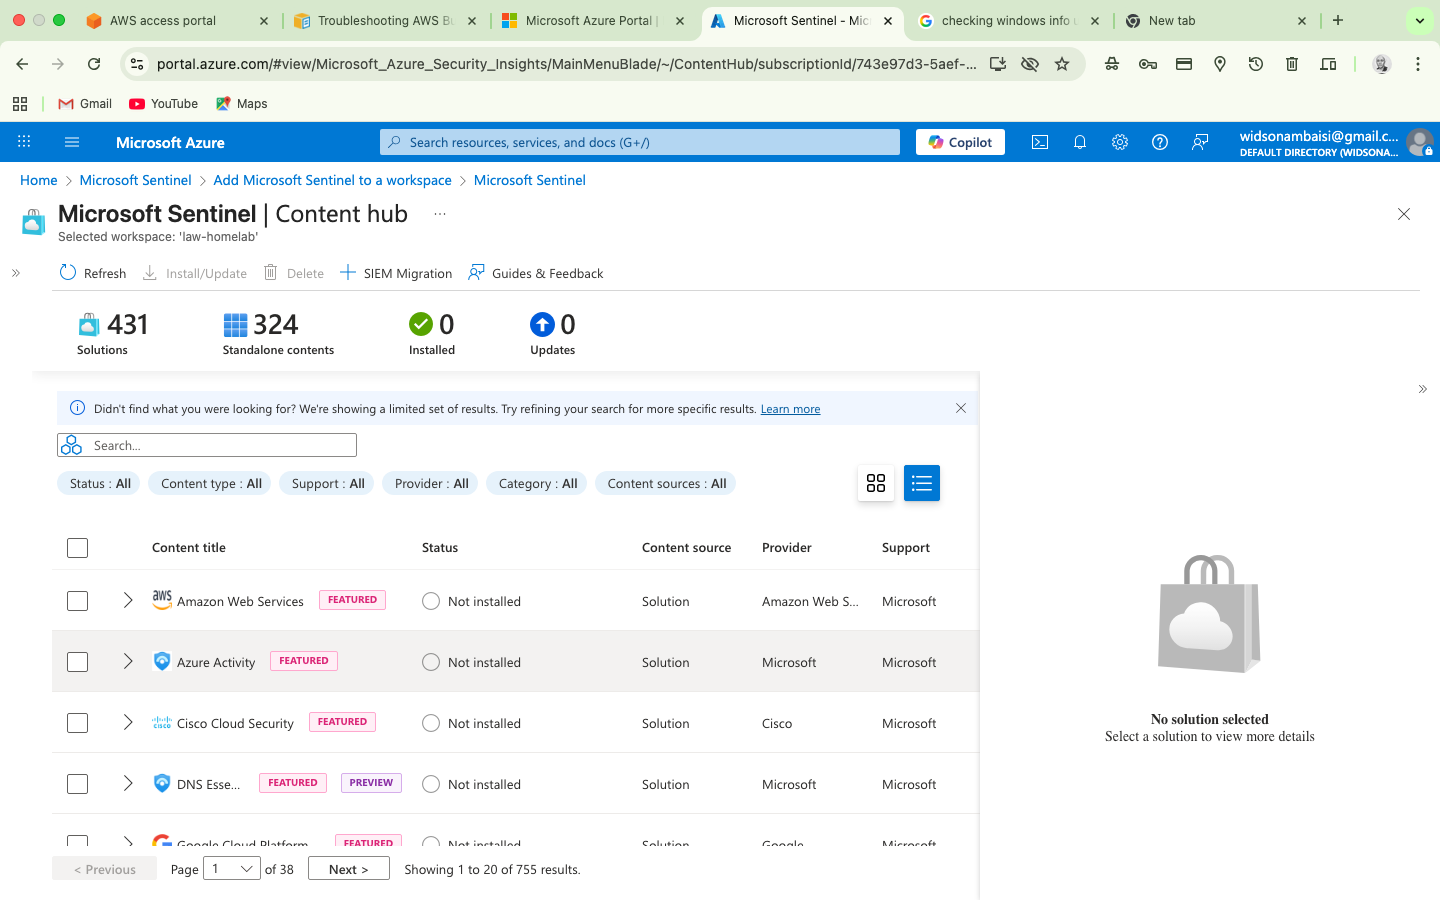 AWS access portal
Troubleshooting AWS Bu
Microsoft Azure Portal |
Microsoft Sentinel - Mic
checking windows info u
New tab
portal.azure.com/#view/Microsoft_Azure_Security_Insights/MainMenuBlade/~/ContentHub/subscriptionId/743e97d3-5aef-...
Gmail
YouTube
Maps
Microsoft Azure
Search resources, services, and docs (G+/)
Copilot
widsonambaisi@gmail.c...
DEFAULT DIRECTORY (WIDSONA...
Home > Microsoft Sentinel > Add Microsoft Sentinel to a workspace > Microsoft Sentinel
Microsoft Sentinel | Content hub ...
Selected workspace: 'law-homelab'
Refresh
Install/Update
Delete
SIEM Migration
Guides & Feedback
431
Solutions
324
Standalone contents
0
Installed
0
Updates
Didn't find what you were looking for? We're showing a limited set of results. Try refining your search for more specific results. Learn more
Search...
Status : All
Content type : All
Support : All
Provider : All
Category : All
Content sources : All
Content title Status Content source Provider Support
aws Amazon Web Services FEATURED Not installed Solution Amazon Web S... Microsoft
Azure Activity FEATURED Not installed Solution Microsoft Microsoft
cisco Cisco Cloud Security FEATURED Not installed Solution Cisco Microsoft
DNS Esse... FEATURED PREVIEW Not installed Solution Microsoft Microsoft
Google Cloud Platform FEATURED Not installed Solution Google Microsoft
< Previous
Page 1 of 38
Next >
Showing 1 to 20 of 755 results.
No solution selected
Select a solution to view more details